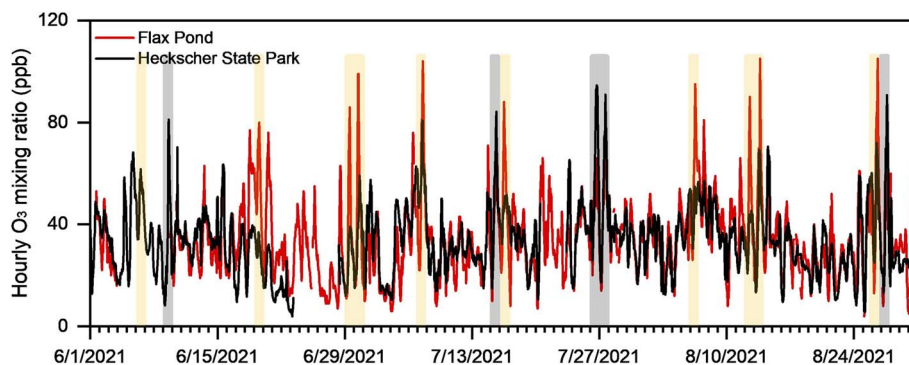 120
Flax Pond
Heckscher State Park
80
40
0
Hourly O₃ mixing ratio (ppb)
6/1/2021 6/15/2021 6/29/2021 7/13/2021 7/27/2021 8/10/2021 8/24/2021